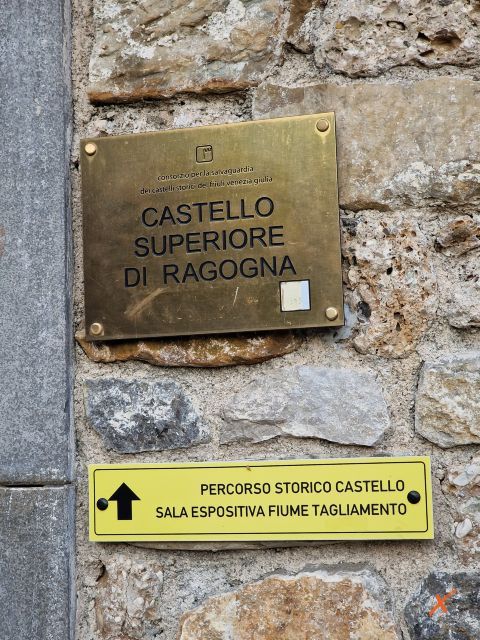 consorzio per la salvaguardia
dei castelli storici del friuli venezia giulia
CASTELLO
SUPERIORE
DI RAGOGNA
PERCORSO STORICO CASTELLO
SALA ESPOSITIVA FIUME TAGLIAMENTO